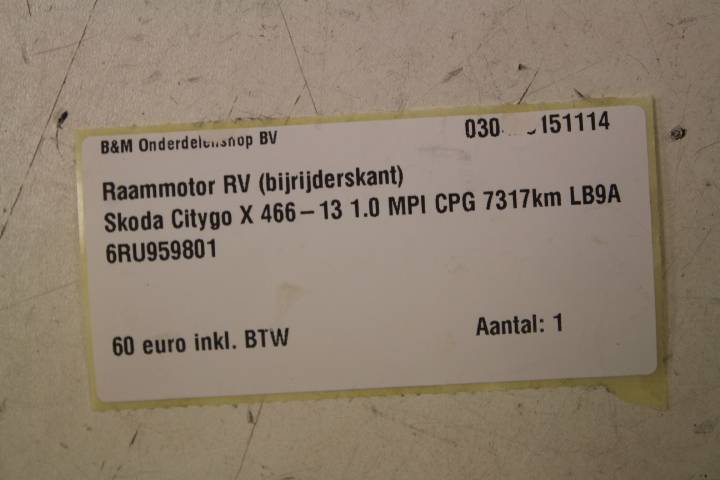 B&M Onderdelenshop BV
151114
Raammotor RV (bijrijderskant)
Skoda Citygo X 466-13 1.0 MPI CPG 7317km LB9A
6RU959801
60 euro inkl. BTW
Aantal: 1